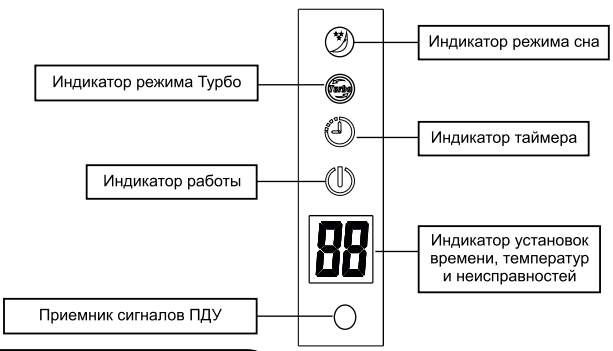 Индикатор режима сна
Индикатор режима Турбо
Turbo
Индикатор таймера
Индикатор работы
88
Индикатор установок
времени, температур
и неисправностей
Приемник сигналов ПДУ